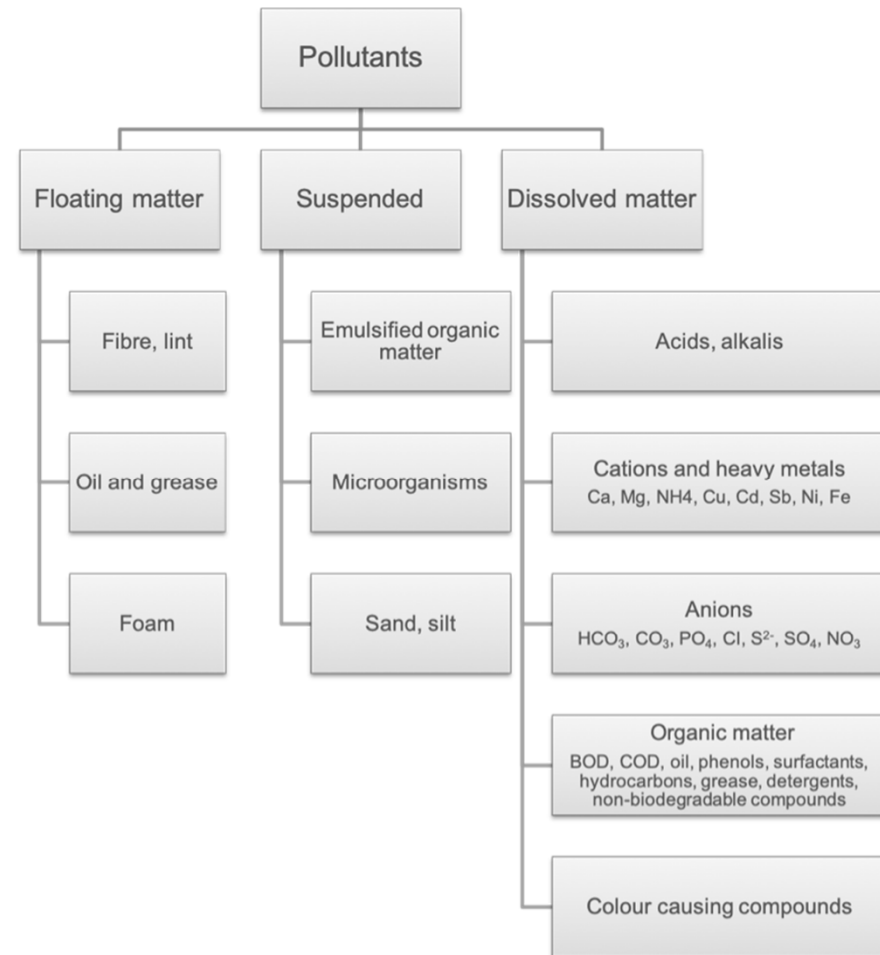 Pollutants
Floating matter
Suspended
Dissolved matter
Fibre, lint
Oil and grease
Foam
Emulsified organic
matter
Microorganisms
Sand, silt
Acids, alkalis
Cations and heavy metals
Ca, Mg, NH4, Cu, Cd, Sb, Ni, Fe
Anions
HCO₃, CO₃, PO₄, Cl, S²⁻, SO₄, NO₃
Organic matter
BOD, COD, oil, phenols, surfactants,
hydrocarbons, grease, detergents,
non-biodegradable compounds
Colour causing compounds